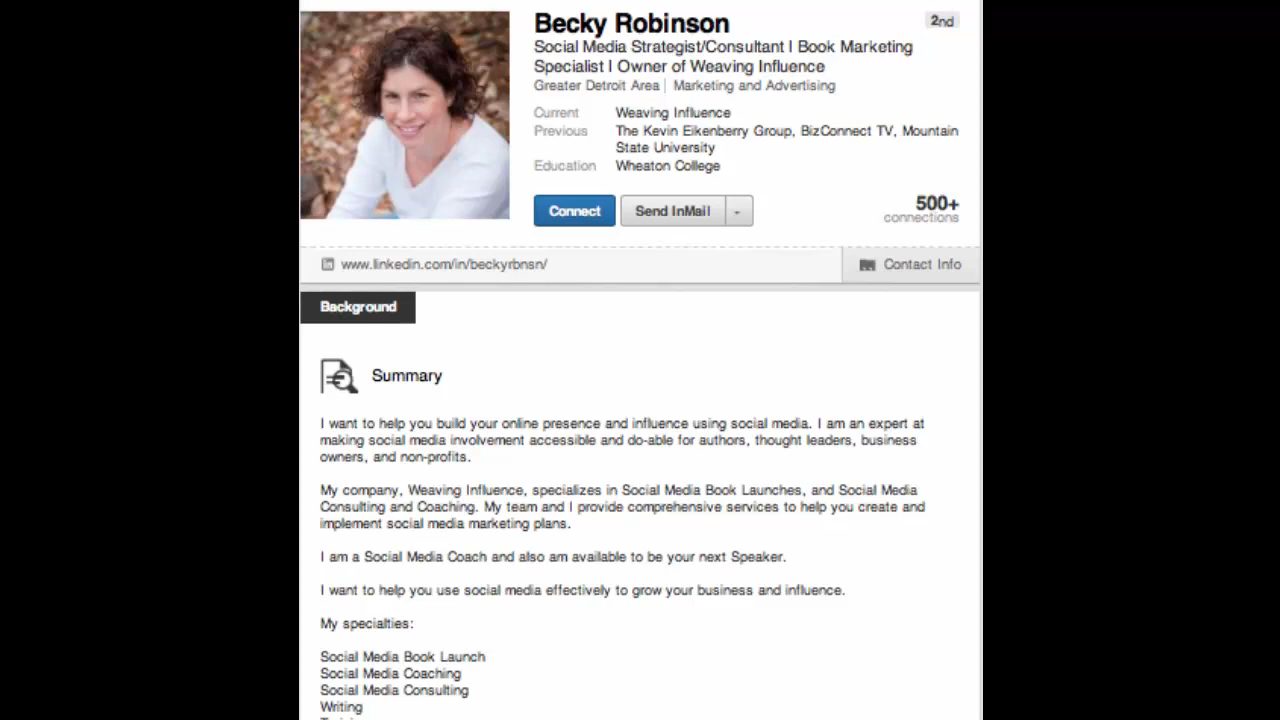 Becky Robinson
2nd
Social Media Strategist/Consultant | Book Marketing
Specialist | Owner of Weaving Influence
Greater Detroit Area | Marketing and Advertising
Current Weaving Influence
Previous The Kevin Eikenberry Group, BizConnect TV, Mountain
State University
Education Wheaton College
Connect Send InMail
500+
connections
www.linkedin.com/in/beckyrbnsn/ Contact Info
Background
Summary
I want to help you build your online presence and influence using social media. I am an expert at
making social media involvement accessible and do-able for authors, thought leaders, business
owners, and non-profits.
My company, Weaving Influence, specializes in Social Media Book Launches, and Social Media
Consulting and Coaching. My team and I provide comprehensive services to help you create and
implement social media marketing plans.
I am a Social Media Coach and also am available to be your next Speaker.
I want to help you use social media effectively to grow your business and influence.
My specialties:
Social Media Book Launch
Social Media Coaching
Social Media Consulting
Writing